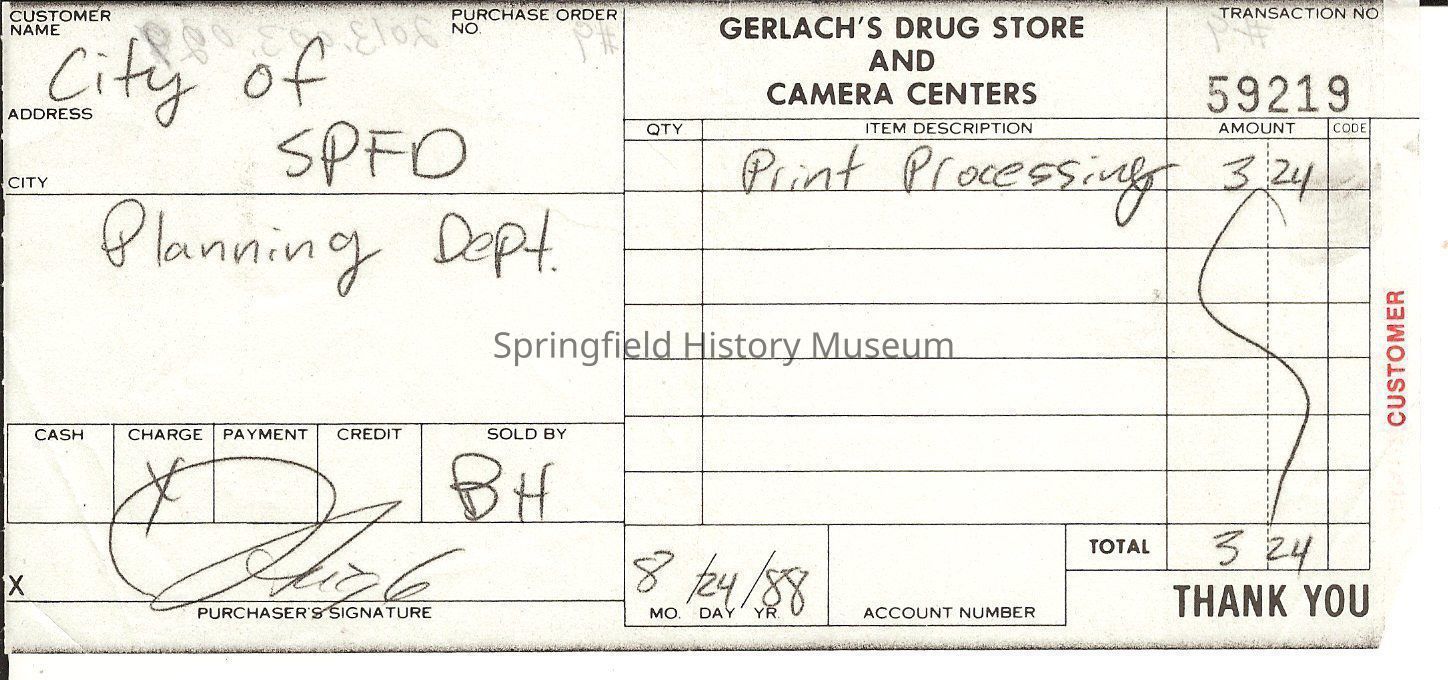 CUSTOMER NAME
City of
PURCHASE ORDER NO.
ADDRESS
SPFD
CITY
Planning Dept.
GERLACH'S DRUG STORE
AND
CAMERA CENTERS
TRANSACTION NO
59219
QTY ITEM DESCRIPTION AMOUNT CODE
Print Processing 3 24
Springfield History Museum
CUSTOMER
CASH CHARGE PAYMENT CREDIT SOLD BY
X BH
X
PURCHASER'S SIGNATURE
8/24/88
MO. DAY YR.
ACCOUNT NUMBER
TOTAL 3 24
THANK YOU